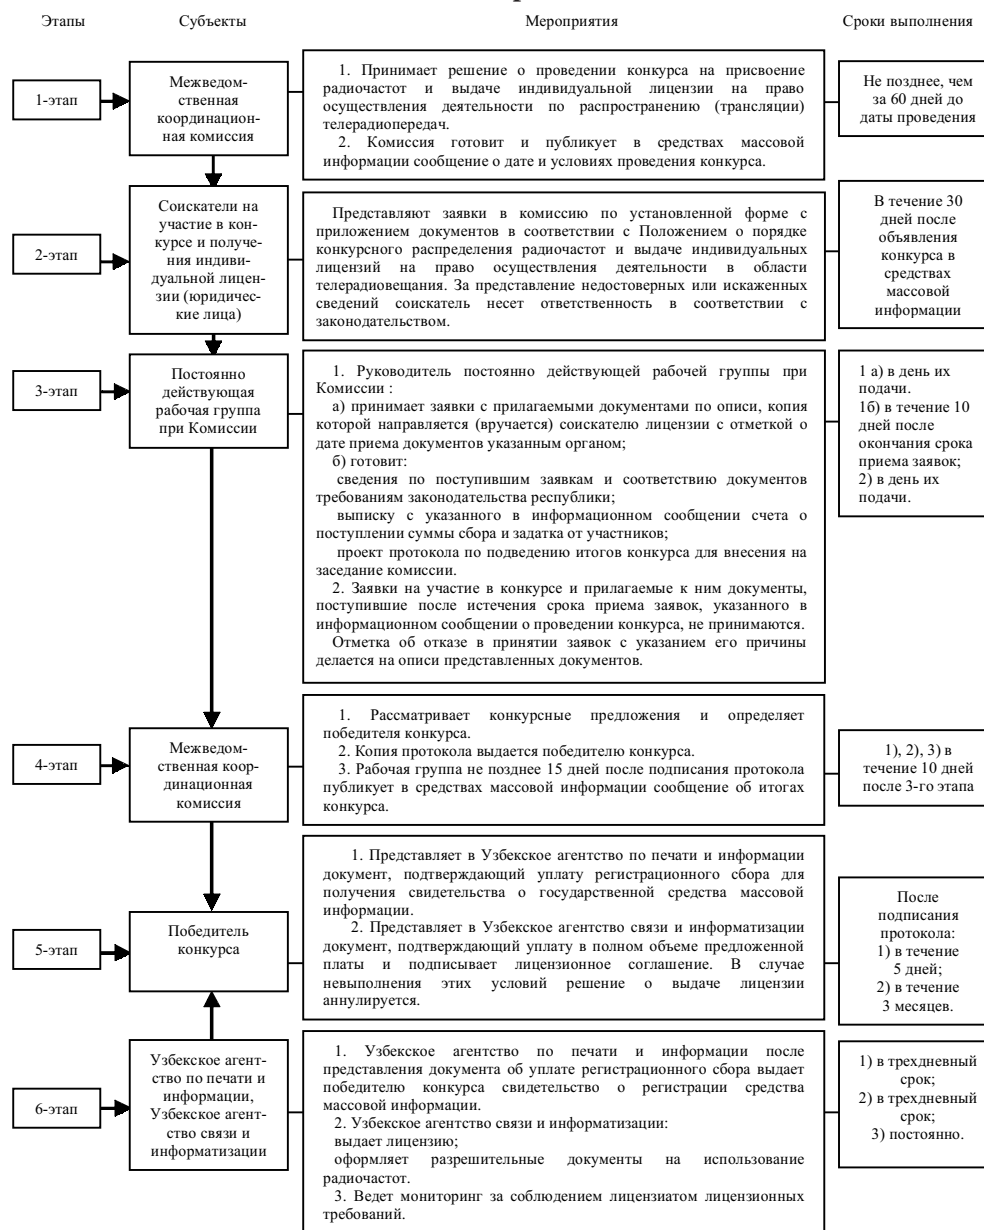 Этапы
Субъекты
Мероприятия
Сроки выполнения
1-этап
Межведом-
ственная
координацион-
ная комиссия
1. Принимает решение о проведении конкурса на присвоение
радиочастот и выдаче индивидуальной лицензии на право
осуществления деятельности по распространению (трансляции)
телерадиопередач.
2. Комиссия готовит и публикует в средствах массовой
информации сообщение о дате и условиях проведения конкурса.
Не позднее, чем
за 60 дней до
даты проведения
2-этап
Соискатели на
участие в кон-
курсе и получе-
ния индиви-
дуальной лицен-
зии (юридичес-
кие лица)
Представляют заявки в комиссию по установленной форме с
приложением документов в соответствии с Положением о порядке
конкурсного распределения радиочастот и выдаче индивидуальных
лицензий на право осуществления деятельности в области
телерадиовещания. За представление недостоверных или искаженных
сведений соискатель несет ответственность в соответствии с
законодательством.
В течение 30
дней после
объявления
конкурса в
средствах
массовой
информации
3-этап
Постоянно
действующая
рабочая группа
при Комиссии
1. Руководитель постоянно действующей рабочей группы при
Комиссии :
а) принимает заявки с прилагаемыми документами по описи, копия
которой направляется (вручается) соискателю лицензии с отметкой о
дате приема документов указанным органом;
б) готовит:
сведения по поступившим заявкам и соответствию документов
требованиям законодательства республики;
выписку с указанного в информационном сообщении счета о
поступлении суммы сбора и задатка от участников;
проект протокола по подведению итогов конкурса для внесения на
заседание комиссии.
2. Заявки на участие в конкурсе и прилагаемые к ним документы,
поступившие после истечения срока приема заявок, указанного в
информационном сообщении о проведении конкурса, не принимаются.
Отметка об отказе в принятии заявок с указанием его причины
делается на описи представленных документов.
1 а) в день их
подачи.
1б) в течение 10
дней после
окончания срока
приема заявок;
2) в день их
подачи.
4-этап
Межведом-
ственная коор-
динационная
комиссия
1. Рассматривает конкурсные предложения и определяет
победителя конкурса.
2. Копия протокола выдается победителю конкурса.
3. Рабочая группа не позднее 15 дней после подписания протокола
публикует в средствах массовой информации сообщение об итогах
конкурса.
1), 2), 3) в
течение 10 дней
после 3-го этапа
5-этап
Победитель
конкурса
1. Представляет в Узбекское агентство по печати и информации
документ, подтверждающий уплату регистрационного сбора для
получения свидетельства о государственной средства массовой
информации.
2. Представляет в Узбекское агентство связи и информатизации
документ, подтверждающий уплату в полном объеме предложенной
платы и подписывает лицензионное соглашение. В случае
невыполнения этих условий решение о выдаче лицензии
аннулируется.
После
подписания
протокола:
1) в течение
5 дней;
2) в течение
3 месяцев.
6-этап
Узбекское агент-
ство по печати и
информации,
Узбекское агент-
ство связи и
информатизации
1. Узбекское агентство по печати и информации после
представления документа об уплате регистрационного сбора выдает
победителю конкурса свидетельство о регистрации средства
массовой информации.
2. Узбекское агентство связи и информатизации:
выдает лицензию;
оформляет разрешительные документы на использование
радиочастот.
3. Ведет мониторинг за соблюдением лицензиатом лицензионных
требований.
1) в трехдневный
срок;
2) в трехдневный
срок;
3) постоянно.